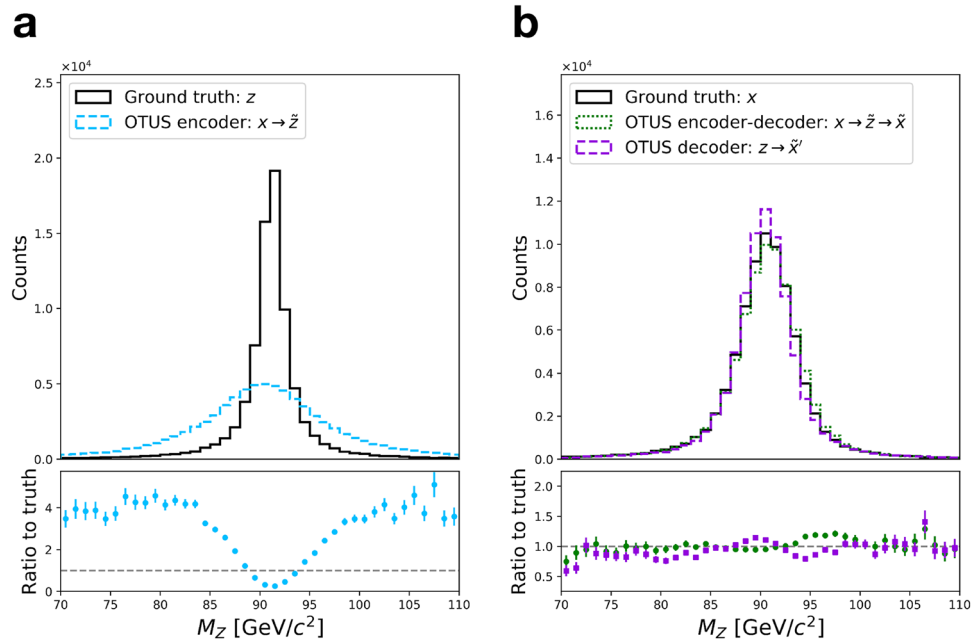 a
×10⁴
2.5
2.0
1.5
1.0
0.5
0.0
Counts
Ground truth: z
OTUS encoder: x → z̃
4
2
0
Ratio to truth
70 75 80 85 90 95 100 105 110
M_Z [GeV/c²]
b
×10⁴
1.6
1.4
1.2
1.0
0.8
0.6
0.4
0.2
0.0
Counts
Ground truth: x
OTUS encoder-decoder: x → z̃ → x̃
OTUS decoder: z → x̃′
2.0
1.5
1.0
0.5
Ratio to truth
70 75 80 85 90 95 100 105 110
M_Z [GeV/c²]